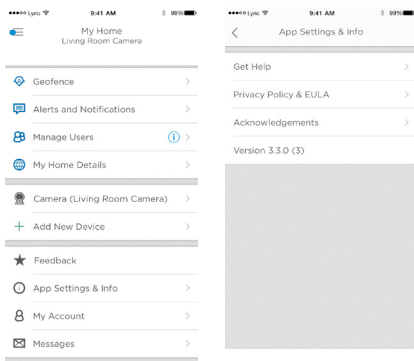 Lyric 9:41 AM 99%
My Home
Living Room Camera
Geofence
Alerts and Notifications
Manage Users
My Home Details
Camera (Living Room Camera)
Add New Device
Feedback
App Settings & Info
My Account
Messages
Lyric 9:41 AM 99%
App Settings & Info
Get Help
Privacy Policy & EULA
Acknowledgements
Version 3.3.0 (3)